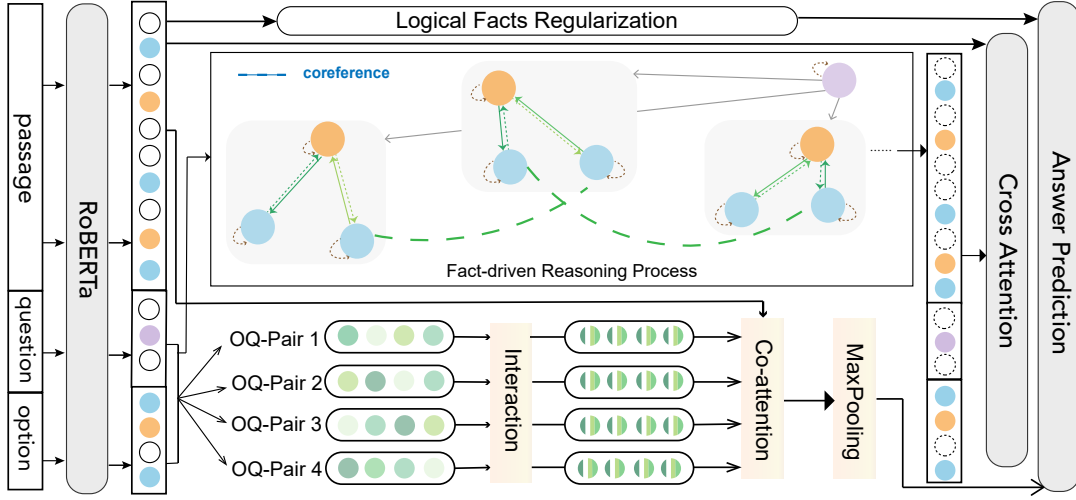 passage
question
option
RoBERTa
Logical Facts Regularization
coreference
Fact-driven Reasoning Process
OQ-Pair 1
OQ-Pair 2
OQ-Pair 3
OQ-Pair 4
Interaction
Co-attention
MaxPooling
Cross Attention
Answer Prediction